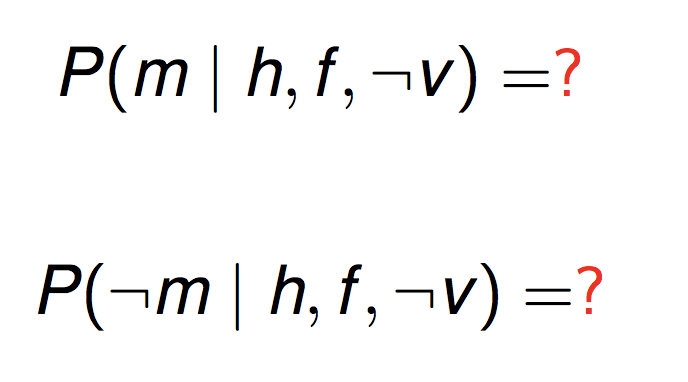 P(m | h, f, ¬v) =?
P(¬m | h, f, ¬v) =?